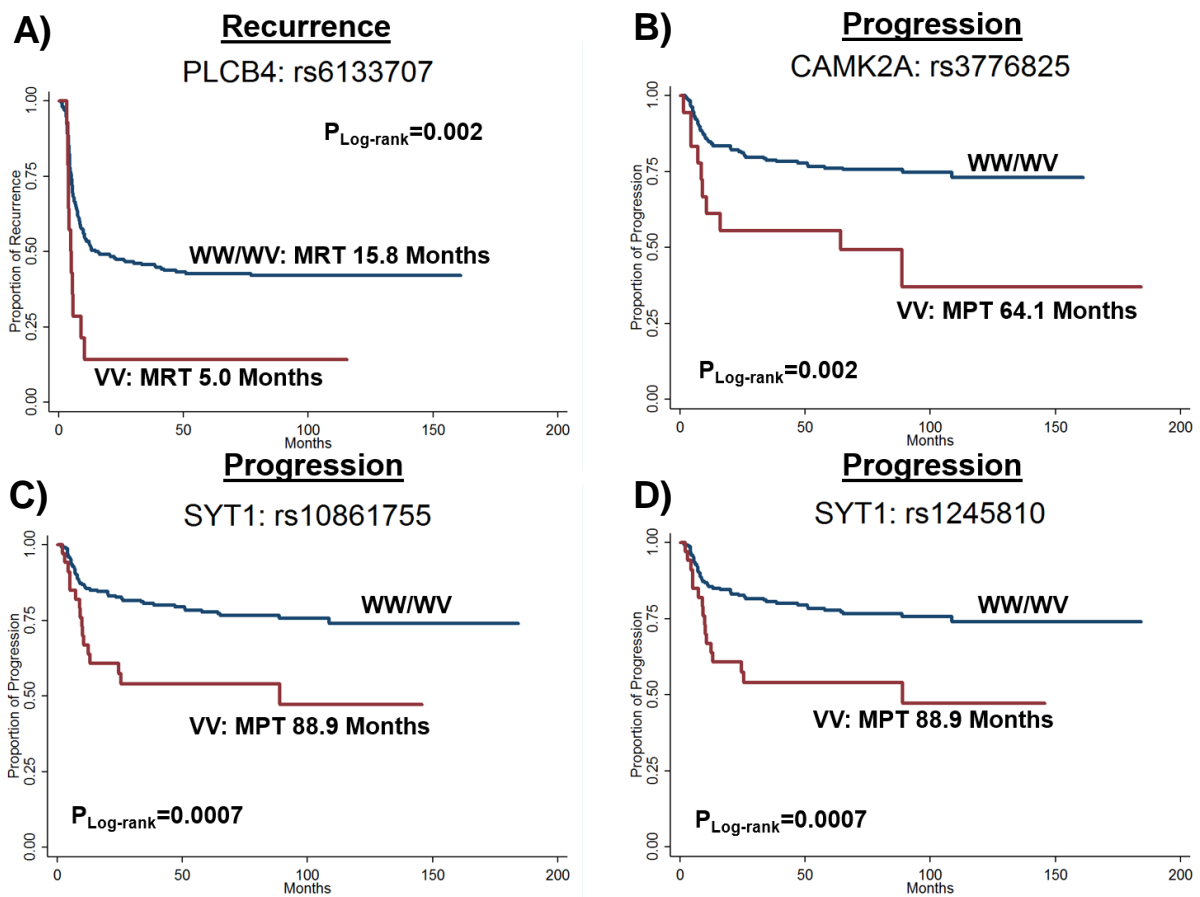 A)
Recurrence
PLCB4: rs6133707
Proportion of Recurrence
1.00
0.75
0.50
0.25
0.00
P Log-rank=0.002
WW/WV: MRT 15.8 Months
VV: MRT 5.0 Months
0 50 100 150 200
Months
B)
Progression
CAMK2A: rs3776825
Proportion of Progression
1.00
0.75
0.50
0.25
0.00
WW/WV
VV: MPT 64.1 Months
P Log-rank=0.002
0 50 100 150 200
Months
C)
Progression
SYT1: rs10861755
Proportion of Progression
1.00
0.75
0.50
0.25
0.00
WW/WV
VV: MPT 88.9 Months
P Log-rank=0.0007
0 50 100 150 200
Months
D)
Progression
SYT1: rs1245810
Proportion of Progression
1.00
0.75
0.50
0.25
0.00
WW/WV
VV: MPT 88.9 Months
P Log-rank=0.0007
0 50 100 150 200
Months